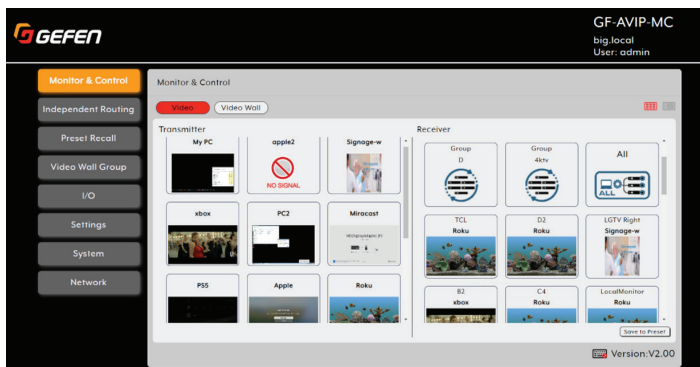 GEFEN
GF-AVIP-MC
big.local
User: admin
Monitor & Control
Independent Routing
Preset Recall
Video Wall Group
I/O
Settings
System
Network
Monitor & Control
Video
Video Wall
Transmitter
My PC
apple2
Signage-w
NO SIGNAL
xbox
PC2
Miracast
PS5
Apple
Roku
Receiver
Group
D
Group
4ktv
All
ALL
TCL
Roku
D2
Roku
LGTV Right
Signage-w
B2
xbox
C4
Roku
LocalMonitor
Roku
Save to Preset
Version:V2.00